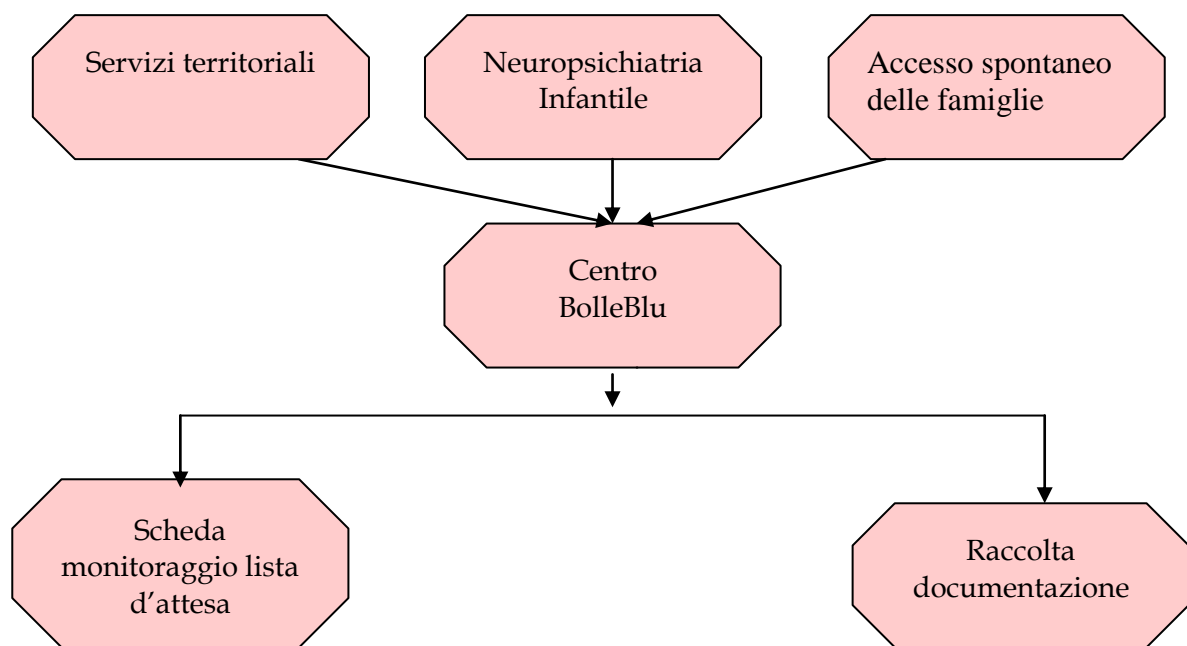 Servizi territoriali
Neuropsichiatria
Infantile
Accesso spontaneo
delle famiglie
Centro
BolleBlu
Scheda
monitoraggio lista
d'attesa
Raccolta
documentazione